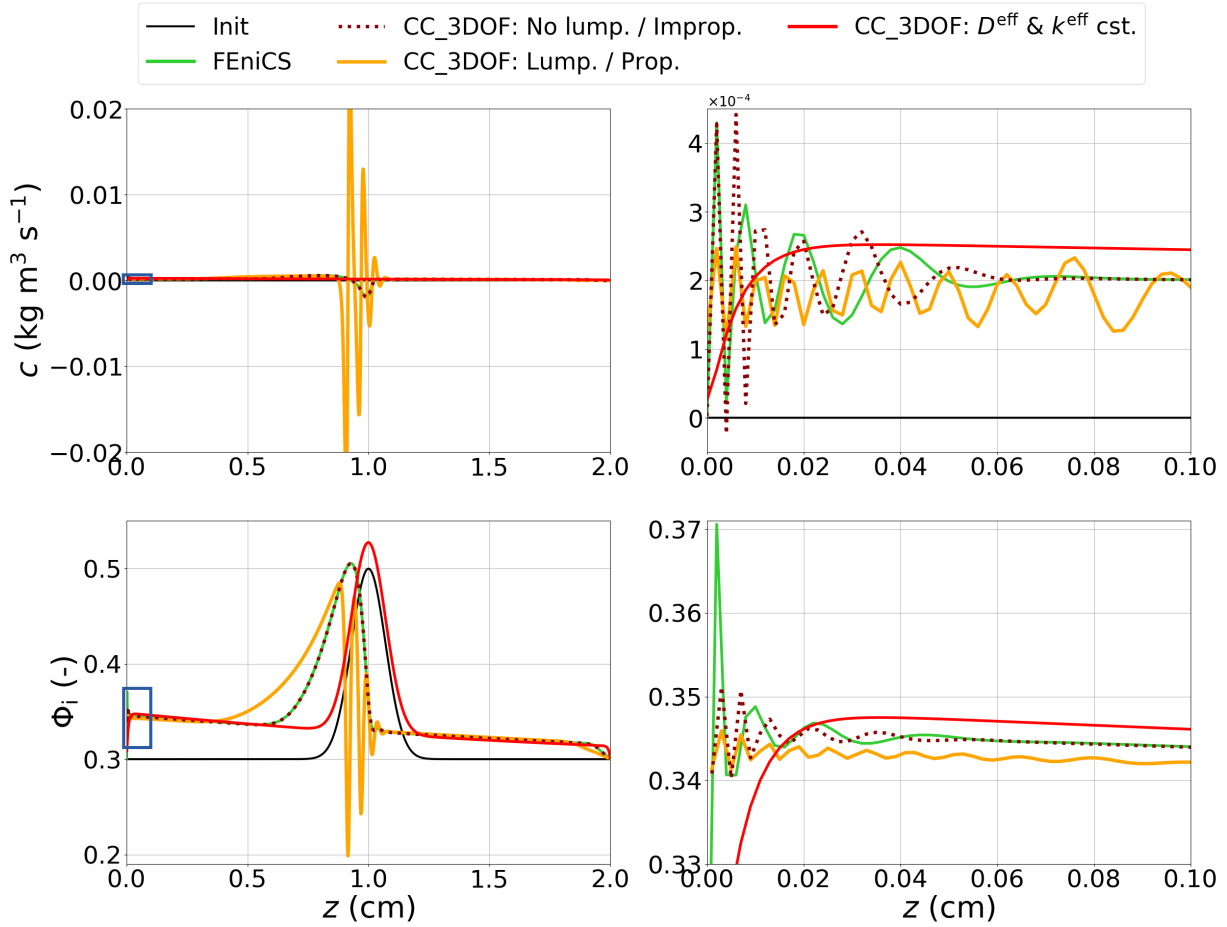 Init
FEniCS
CC_3DOF: No lump. / Improp.
CC_3DOF: Lump. / Prop.
CC_3DOF: D^eff & k^eff cst.
c (kg m³ s⁻¹)
0.02
0.01
0.00
−0.01
−0.02
0.0 0.5 1.0 1.5 2.0
×10⁻⁴
4
3
2
1
0
0.00 0.02 0.04 0.06 0.08 0.10
Φi (-)
0.5
0.4
0.3
0.2
0.0 0.5 1.0 1.5 2.0
z (cm)
0.37
0.36
0.35
0.34
0.33
0.00 0.02 0.04 0.06 0.08 0.10
z (cm)